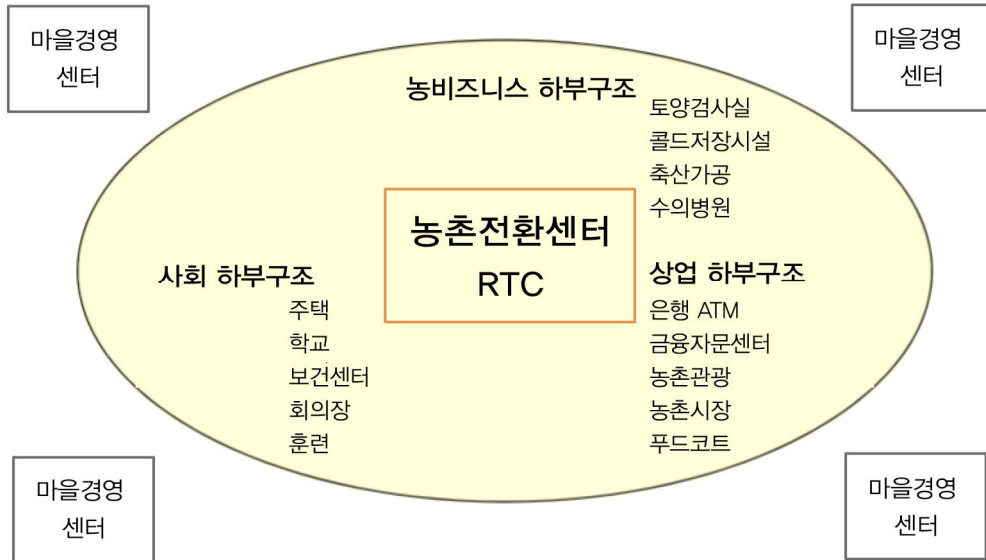 마을경영
센터
마을경영
센터
농비즈니스 하부구조
토양검사실
콜드저장시설
축산가공
수의병원
농촌전환센터
RTC
사회 하부구조
주택
학교
보건센터
회의장
훈련
상업 하부구조
은행 ATM
금융자문센터
농촌관광
농촌시장
푸드코트
마을경영
센터
마을경영
센터